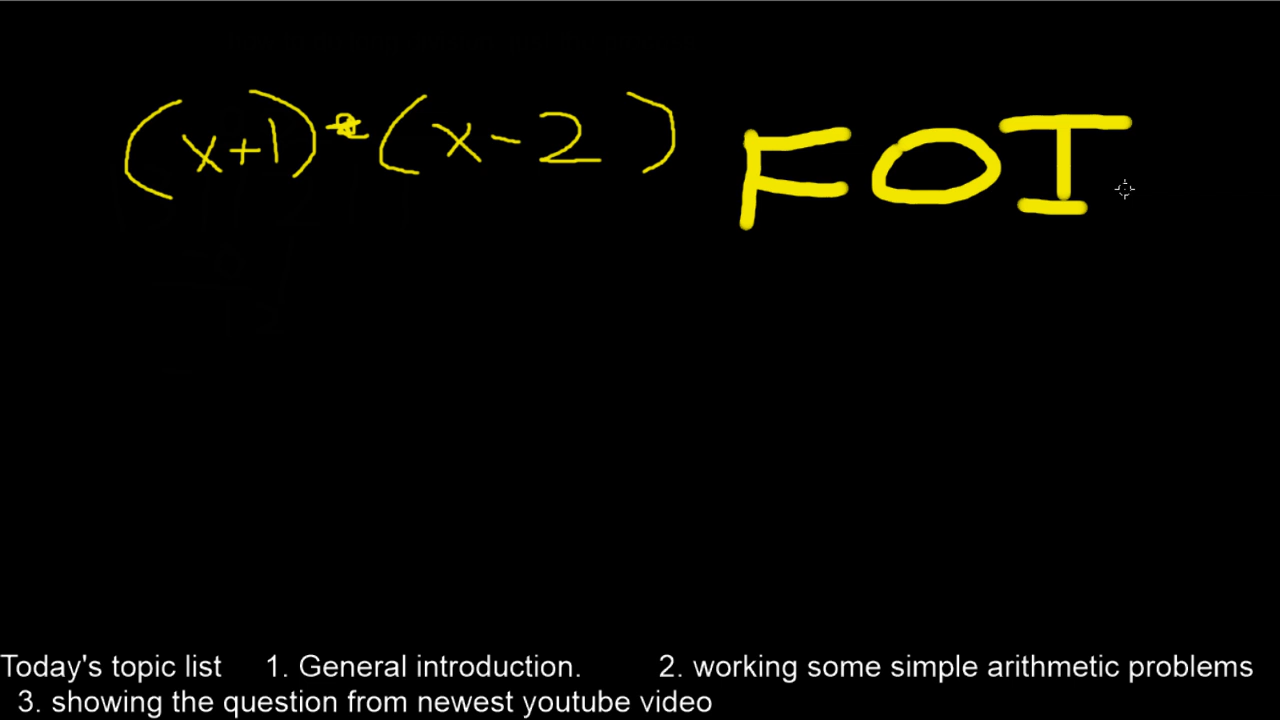 (x+1)*(x-2) FOI
Today's topic list 1. General introduction. 2. working some simple arithmetic problems
3. showing the question from newest youtube video